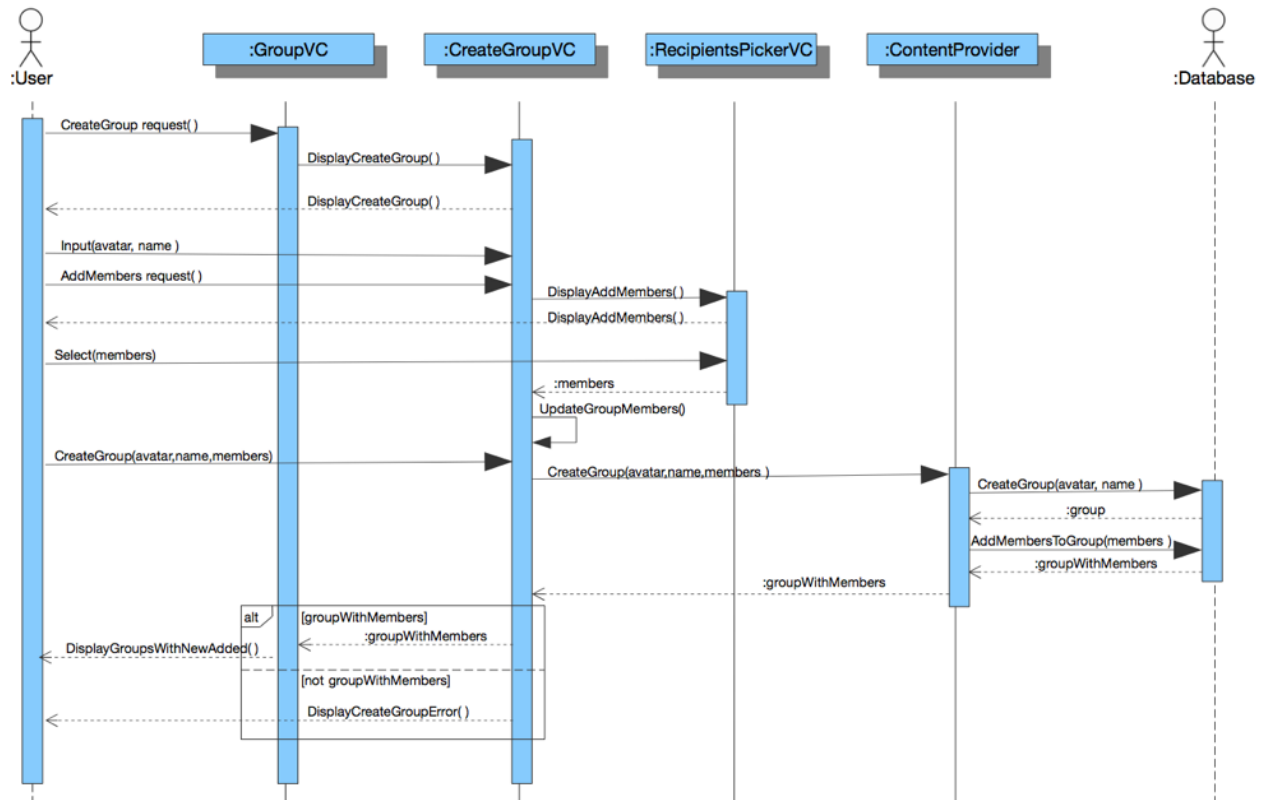 :User
:GroupVC
:CreateGroupVC
:RecipientsPickerVC
:ContentProvider
:Database
CreateGroup request( )
DisplayCreateGroup( )
DisplayCreateGroup( )
Input(avatar, name )
AddMembers request( )
DisplayAddMembers( )
DisplayAddMembers( )
Select(members)
:members
UpdateGroupMembers()
CreateGroup(avatar,name,members)
CreateGroup(avatar,name,members )
CreateGroup(avatar, name )
:group
AddMembersToGroup(members )
:groupWithMembers
:groupWithMembers
alt
[groupWithMembers]
:groupWithMembers
DisplayGroupsWithNewAdded( )
[not groupWithMembers]
DisplayCreateGroupError( )